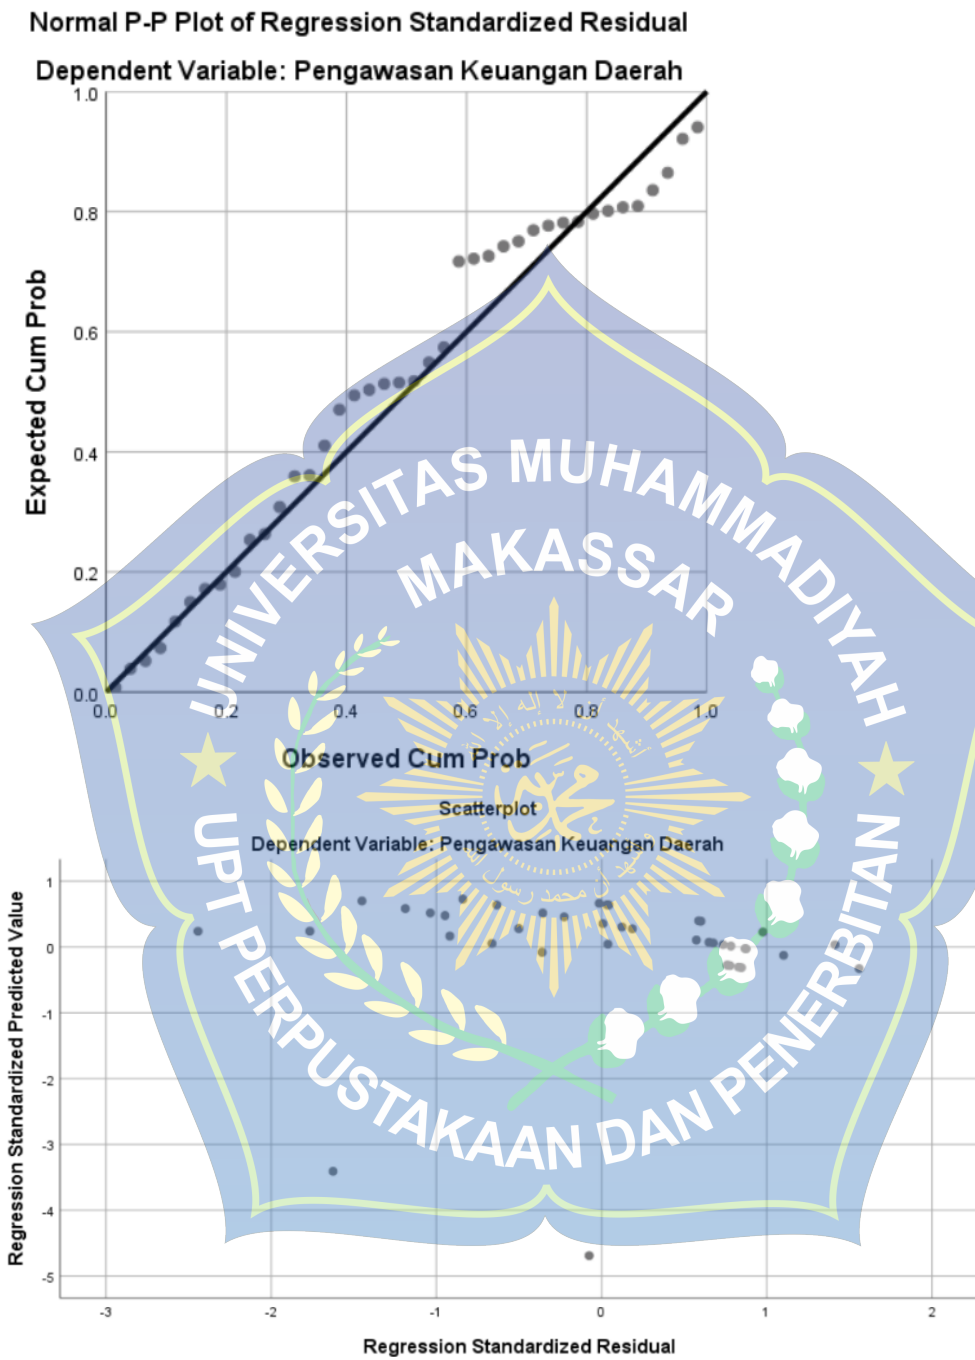 Normal P-P Plot of Regression Standardized Residual
Dependent Variable: Pengawasan Keuangan Daerah
Expected Cum Prob
1.0
0.8
0.6
0.4
0.2
0.0
0.0 0.2 0.4 0.6 0.8 1.0
Observed Cum Prob
UNIVERSITAS MUHAMMADIYAH
MAKASSAR
UPT PERPUSTAKAAN DAN PENERBITAN
Scatterplot
Dependent Variable: Pengawasan Keuangan Daerah
Regression Standardized Predicted Value
1
0
-1
-2
-3
-4
-5
-3 -2 -1 0 1 2
Regression Standardized Residual